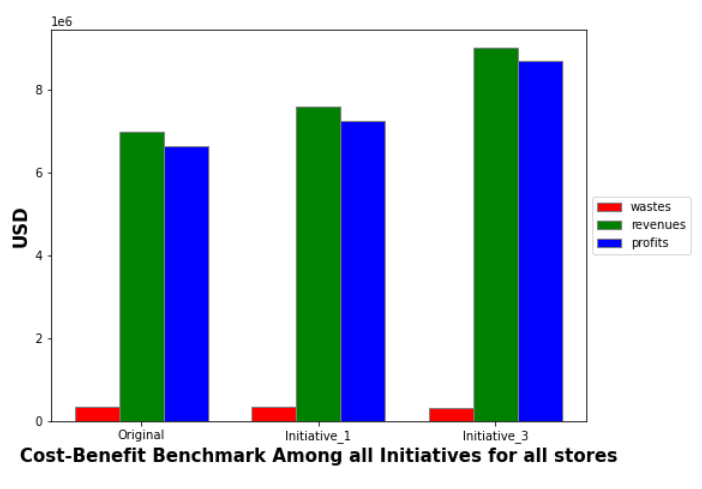 1e6
8
6
4
2
0
USD
Original
Initiative_1
Initiative_3
Cost-Benefit Benchmark Among all Initiatives for all stores
wastes
revenues
profits